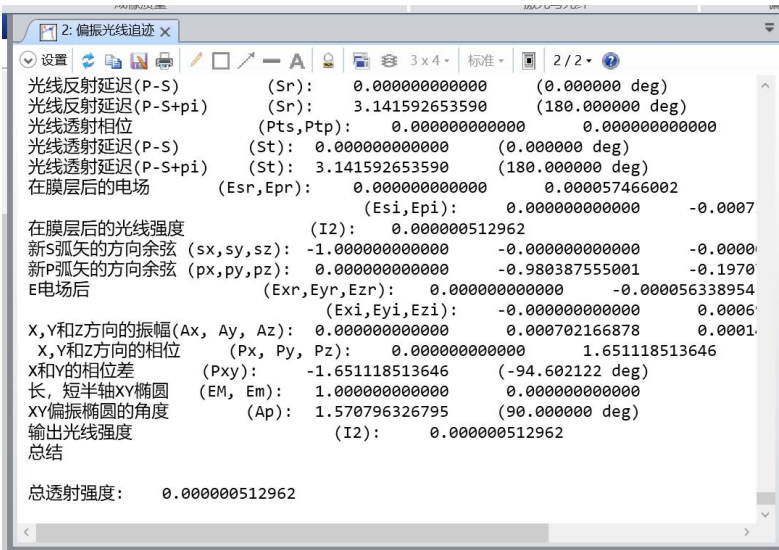 2: 偏振光线追迹 ×
设置 3 x 4 标准 2 / 2
光线反射延迟(P-S) (Sr): 0.000000000000 (0.000000 deg)
光线反射延迟(P-S+pi) (Sr): 3.141592653590 (180.000000 deg)
光线透射相位 (Pts,Ptp): 0.000000000000 0.000000000000
光线透射延迟(P-S) (St): 0.000000000000 (0.000000 deg)
光线透射延迟(P-S+pi) (St): 3.141592653590 (180.000000 deg)
在膜层后的电场 (Esr,Epr): 0.000000000000 0.000057466002
(Esi,Epi): 0.000000000000 -0.0007
在膜层后的光线强度 (I2): 0.000000512962
新S弧矢的方向余弦 (sx,sy,sz): -1.000000000000 -0.000000000000 -0.0000
新P弧矢的方向余弦 (px,py,pz): 0.000000000000 -0.980387555001 -0.1970
E电场后 (Exr,Eyr,Ezr): 0.000000000000 -0.000056338954
(Exi,Eyi,Ezi): -0.000000000000 0.0006
X,Y和Z方向的振幅(Ax, Ay, Az): 0.000000000000 0.000702166878 0.0001
X,Y和Z方向的相位 (Px, Py, Pz): 0.000000000000 1.651118513646
X和Y的相位差 (Pxy): -1.651118513646 (-94.602122 deg)
长, 短半轴XY椭圆 (EM, Em): 1.000000000000 0.000000000000
XY偏振椭圆的角度 (Ap): 1.570796326795 (90.000000 deg)
输出光线强度 (I2): 0.000000512962
总结
总透射强度: 0.000000512962